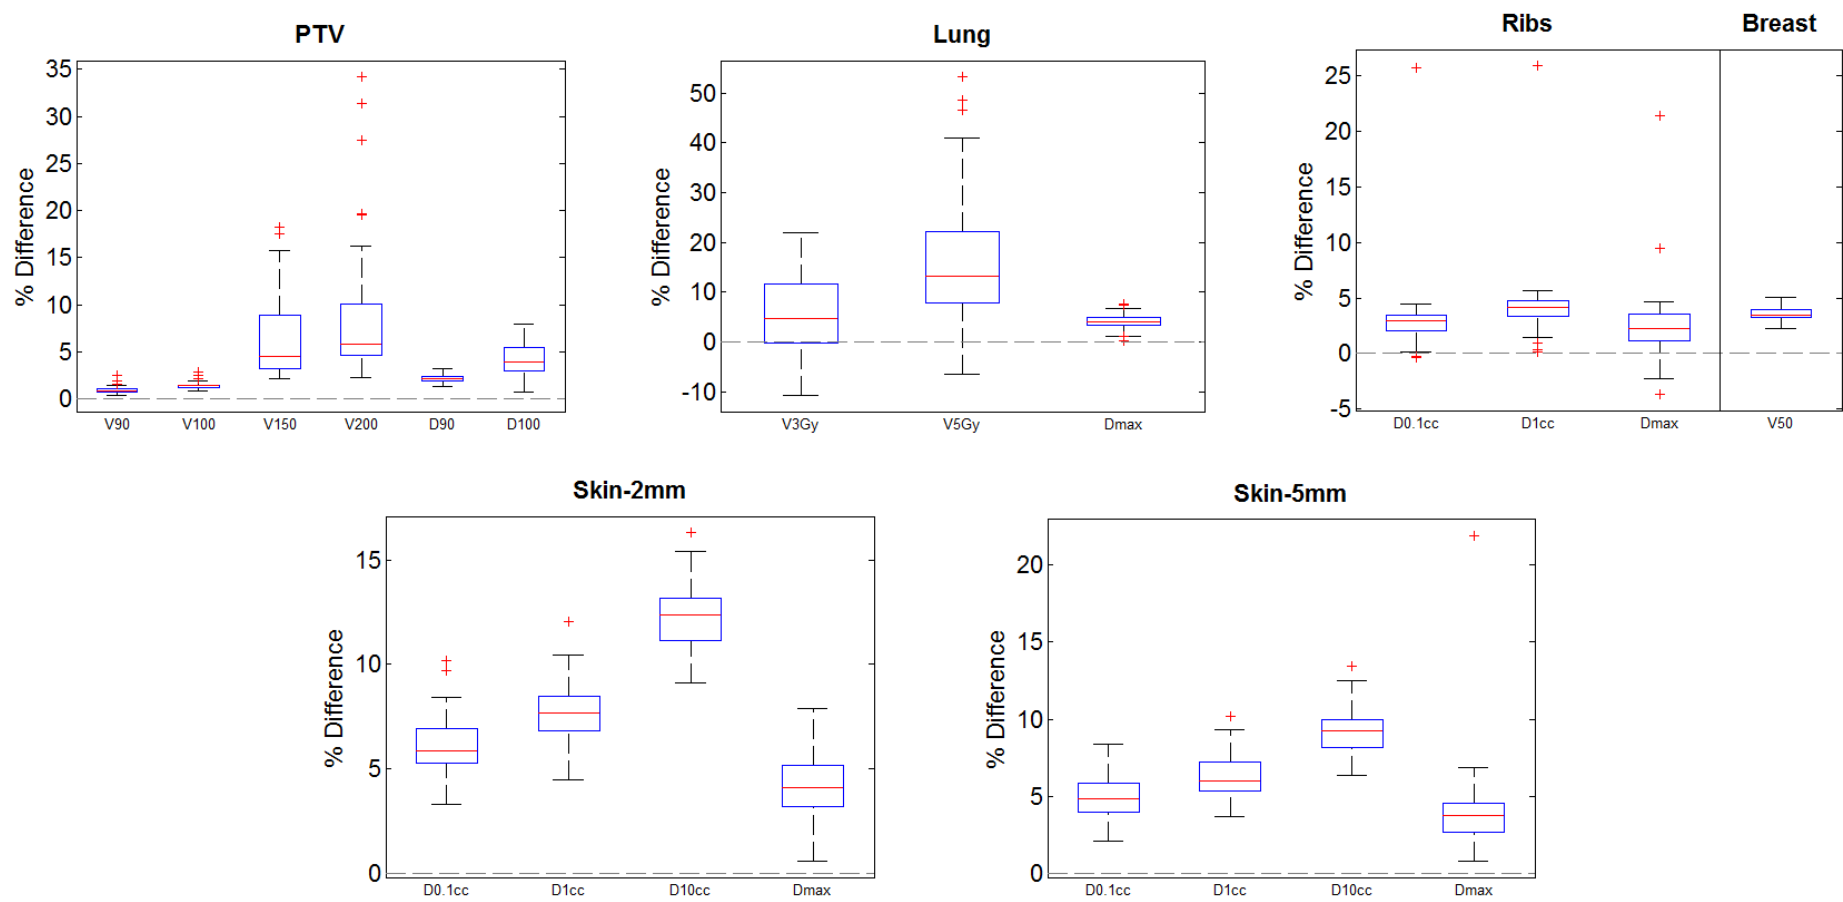 PTV
% Difference
35
30
25
20
15
10
5
0
V90 V100 V150 V200 D90 D100
Lung
% Difference
50
40
30
20
10
0
-10
V3Gy V5Gy Dmax
Ribs Breast
% Difference
25
20
15
10
5
0
-5
D0.1cc D1cc Dmax V50
Skin-2mm
% Difference
15
10
5
0
D0.1cc D1cc D10cc Dmax
Skin-5mm
% Difference
20
15
10
5
0
D0.1cc D1cc D10cc Dmax